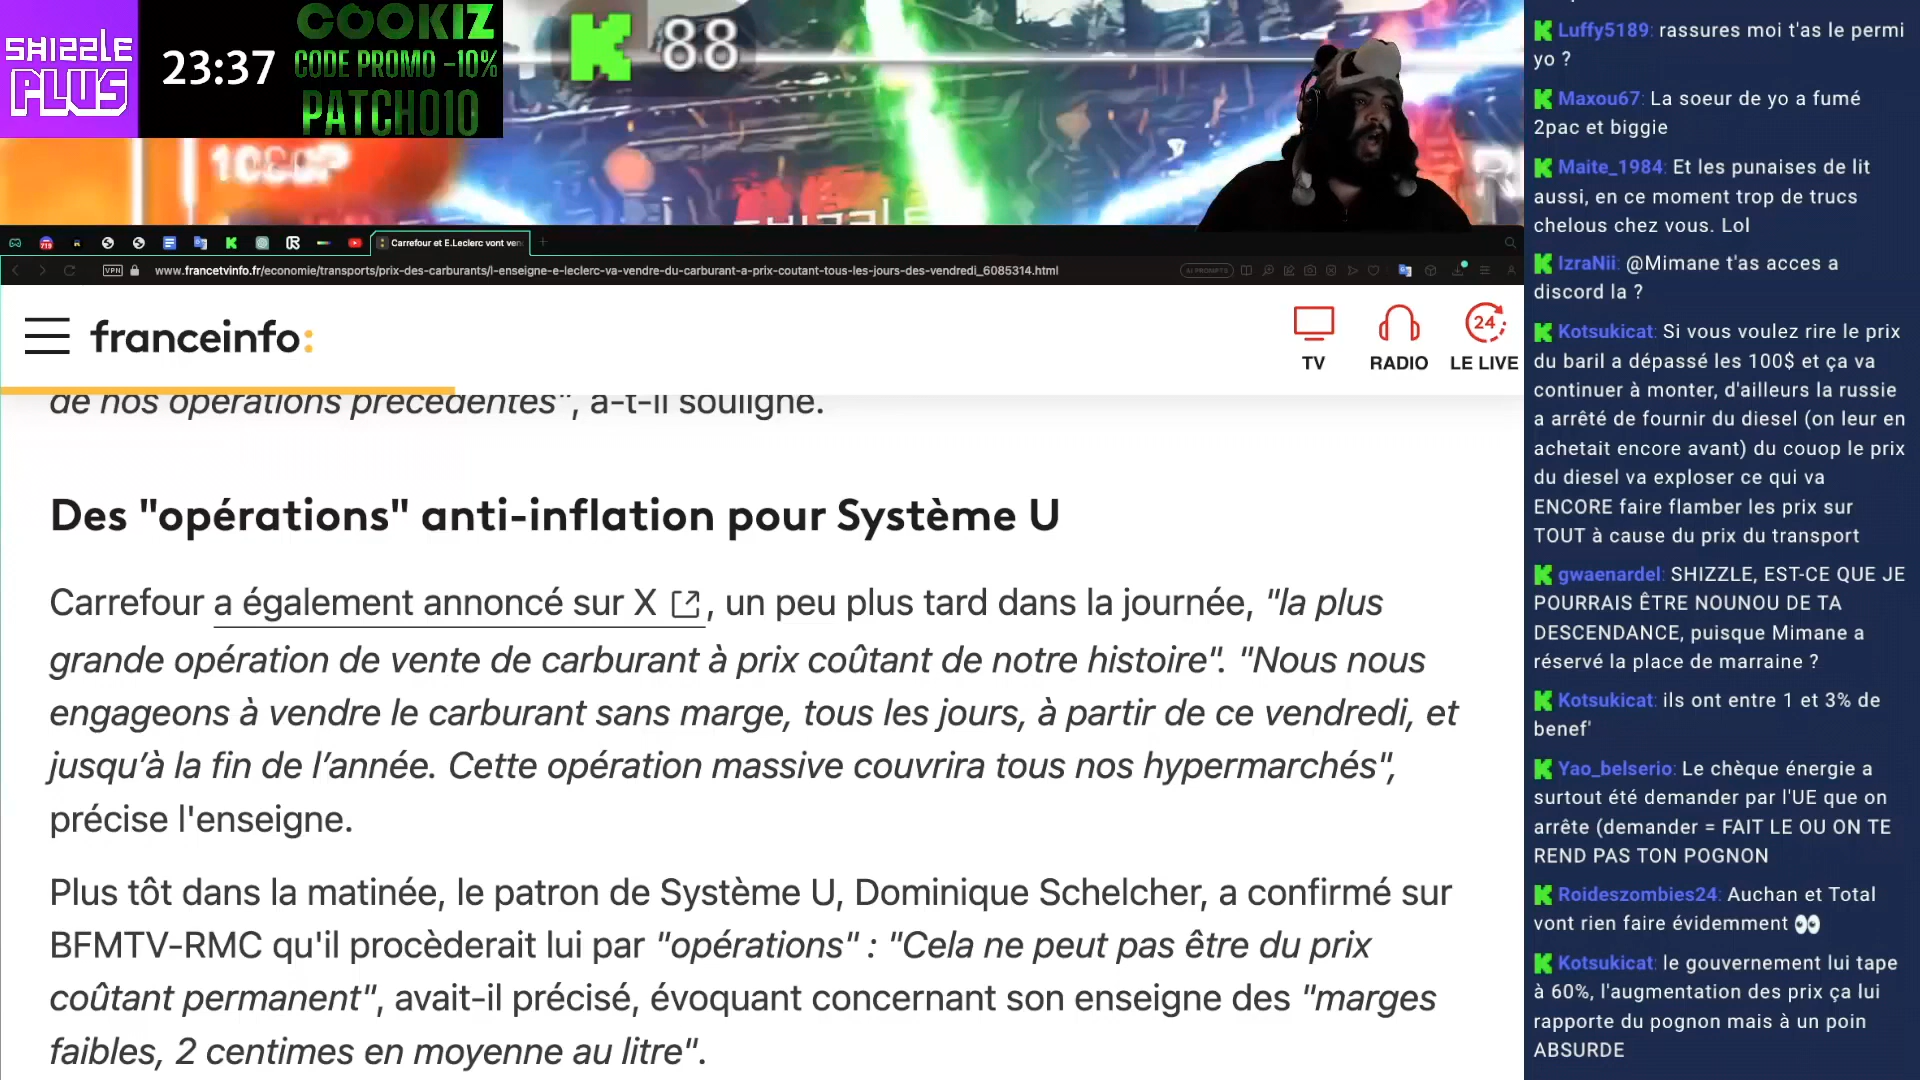 SHIZZLE
PLUS
23:37
COOKIZ
CODE PROMO -10%
PATCHO10
88
1080P
SHIZZLE
Carrefour et E.Leclerc vont ven
VPN
www.francetvinfo.fr/economie/transports/prix-des-carburants/l-enseigne-e-leclerc-va-vendre-du-carburant-a-prix-coutant-tous-les-jours-des-vendredi_6085314.html
AI PROMPTS
franceinfo:
TV
RADIO
24
LE LIVE
de nos opérations précédentes", a-t-il souligné.
Des "opérations" anti-inflation pour Système U
Carrefour a également annoncé sur X , un peu plus tard dans la journée, "la plus
grande opération de vente de carburant à prix coûtant de notre histoire". "Nous nous
engageons à vendre le carburant sans marge, tous les jours, à partir de ce vendredi, et
jusqu’à la fin de l’année. Cette opération massive couvrira tous nos hypermarchés",
précise l'enseigne.
Plus tôt dans la matinée, le patron de Système U, Dominique Schelcher, a confirmé sur
BFMTV-RMC qu'il procèderait lui par "opérations" : "Cela ne peut pas être du prix
coûtant permanent", avait-il précisé, évoquant concernant son enseigne des "marges
faibles, 2 centimes en moyenne au litre".
Luffy5189: rassures moi t'as le permi
yo ?
Maxou67: La soeur de yo a fumé
2pac et biggie
Maite_1984: Et les punaises de lit
aussi, en ce moment trop de trucs
chelous chez vous. Lol
IzraNii: @Mimane t'as acces a
discord la ?
Kotsukicat: Si vous voulez rire le prix
du baril a dépassé les 100$ et ça va
continuer à monter, d'ailleurs la russie
a arrêté de fournir du diesel (on leur en
achetait encore avant) du couop le prix
du diesel va exploser ce qui va
ENCORE faire flamber les prix sur
TOUT à cause du prix du transport
gwaenardel: SHIZZLE, EST-CE QUE JE
POURRAIS ÊTRE NOUNOU DE TA
DESCENDANCE, puisque Mimane a
réservé la place de marraine ?
Kotsukicat: ils ont entre 1 et 3% de
benef'
Yao_belserio: Le chèque énergie a
surtout été demander par l'UE que on
arrête (demander = FAIT LE OU ON TE
REND PAS TON POGNON
Roideszombies24: Auchan et Total
vont rien faire évidemment 👀
Kotsukicat: le gouvernement lui tape
à 60%, l'augmentation des prix ça lui
rapporte du pognon mais à un poin
ABSURDE